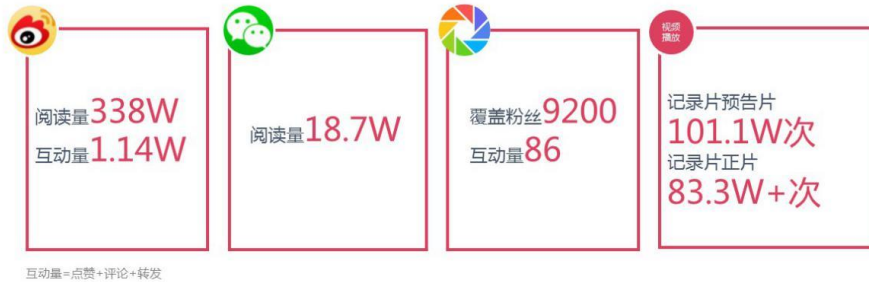 阅读量338W
互动量1.14W
阅读量18.7W
覆盖粉丝9200
互动量86
视频
播放
记录片预告片
101.1W次
记录片正片
83.3W+次
互动量=点赞+评论+转发